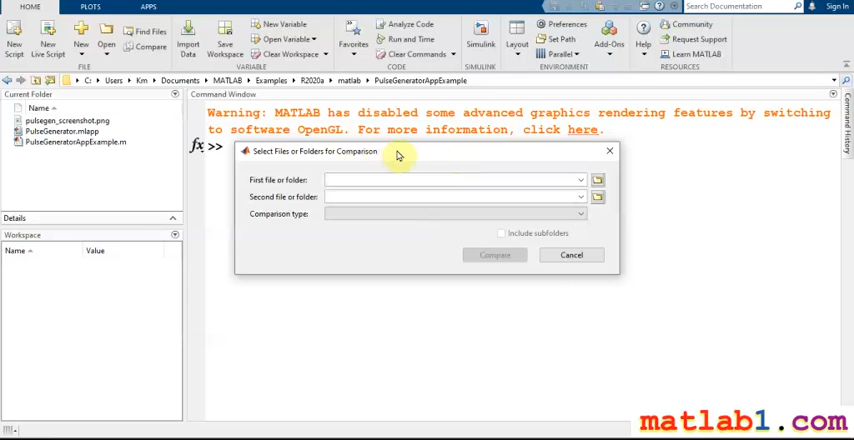 HOME PLOTS APPS Search Documentation Sign In
New Script
New Live Script
New
Open
Find Files
Compare
Import Data
Save Workspace
New Variable
Open Variable
Clear Workspace
Favorites
Analyze Code
Run and Time
Clear Commands
Simulink
Layout
Preferences
Set Path
Parallel
Add-Ons
Help
Community
Request Support
Learn MATLAB
FILE VARIABLE CODE SIMULINK ENVIRONMENT RESOURCES
C: Users Km Documents MATLAB Examples R2020a matlab PulseGeneratorAppExample
Current Folder
Name
pulsegen_screenshot.png
PulseGenerator.mlapp
PulseGeneratorAppExample.m
Details
Workspace
Name Value
Command Window
Warning: MATLAB has disabled some advanced graphics rendering features by switching
to software OpenGL. For more information, click here.
fx >>
Select Files or Folders for Comparison
First file or folder:
Second file or folder:
Comparison type:
Include subfolders
Compare Cancel
Command History
matlab1.com